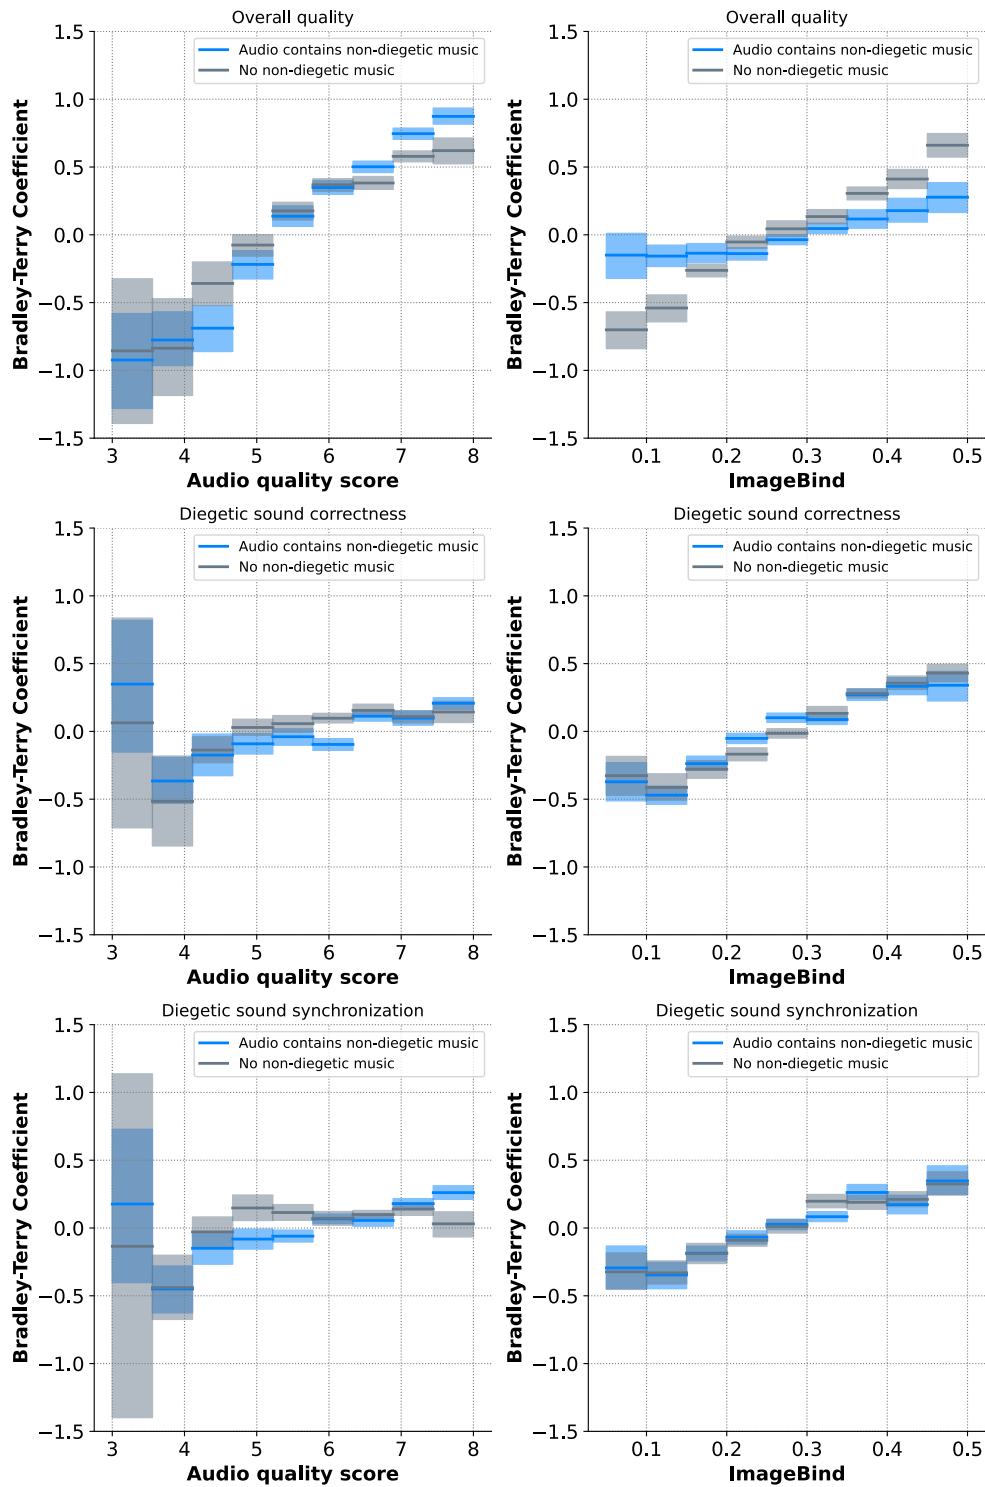 Overall quality
Audio contains non-diegetic music
No non-diegetic music
Bradley-Terry Coefficient
1.5
1.0
0.5
0.0
−0.5
−1.0
−1.5
3 4 5 6 7 8
Audio quality score
Overall quality
Audio contains non-diegetic music
No non-diegetic music
Bradley-Terry Coefficient
1.5
1.0
0.5
0.0
−0.5
−1.0
−1.5
0.1 0.2 0.3 0.4 0.5
ImageBind
Diegetic sound correctness
Audio contains non-diegetic music
No non-diegetic music
Bradley-Terry Coefficient
1.5
1.0
0.5
0.0
−0.5
−1.0
−1.5
3 4 5 6 7 8
Audio quality score
Diegetic sound correctness
Audio contains non-diegetic music
No non-diegetic music
Bradley-Terry Coefficient
1.5
1.0
0.5
0.0
−0.5
−1.0
−1.5
0.1 0.2 0.3 0.4 0.5
ImageBind
Diegetic sound synchronization
Audio contains non-diegetic music
No non-diegetic music
Bradley-Terry Coefficient
1.5
1.0
0.5
0.0
−0.5
−1.0
−1.5
3 4 5 6 7 8
Audio quality score
Diegetic sound synchronization
Audio contains non-diegetic music
No non-diegetic music
Bradley-Terry Coefficient
1.5
1.0
0.5
0.0
−0.5
−1.0
−1.5
0.1 0.2 0.3 0.4 0.5
ImageBind